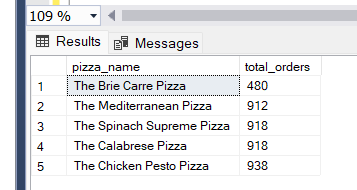 109 %
Results Messages
pizza_name total_orders
1 The Brie Carre Pizza 480
2 The Mediterranean Pizza 912
3 The Spinach Supreme Pizza 918
4 The Calabrese Pizza 918
5 The Chicken Pesto Pizza 938